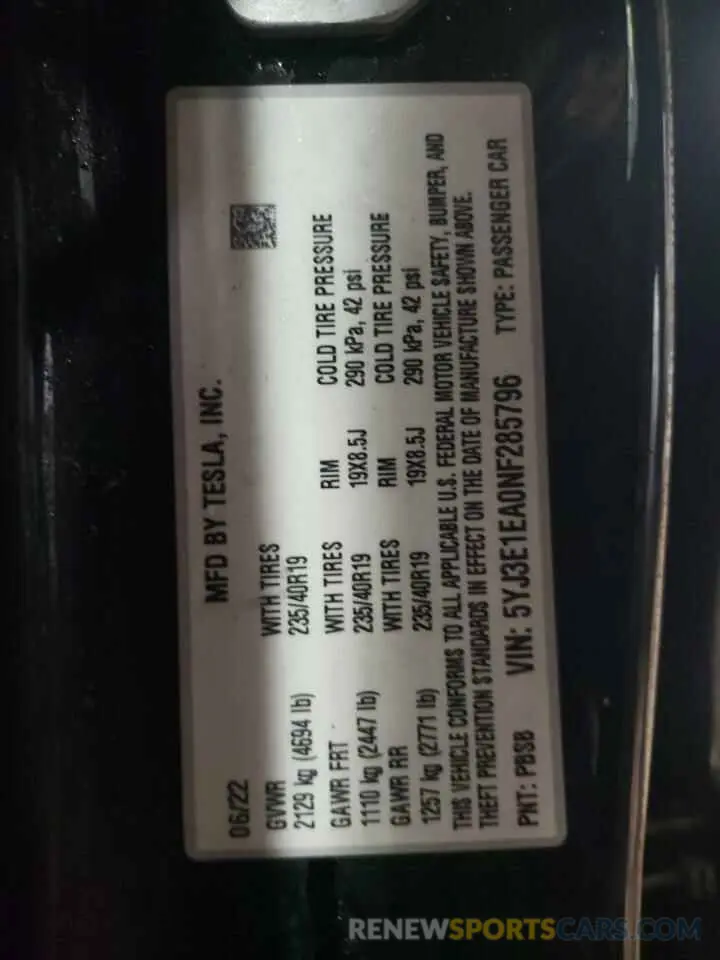 MFD BY TESLA, INC.
06/22
GVWR WITH TIRES
2129 kg (4694 lb) 235/40R19
GAWR FRT WITH TIRES RIM COLD TIRE PRESSURE
1110 kg (2447 lb) 235/40R19 19X8.5J 290 kPa, 42 psi
GAWR RR WITH TIRES RIM COLD TIRE PRESSURE
1257 kg (2771 lb) 235/40R19 19X8.5J 290 kPa, 42 psi
THIS VEHICLE CONFORMS TO ALL APPLICABLE U.S. FEDERAL MOTOR VEHICLE SAFETY, BUMPER, AND
THEFT PREVENTION STANDARDS IN EFFECT ON THE DATE OF MANUFACTURE SHOWN ABOVE.
PNT: PBSB VIN: 5YJ3E1EA0NF285796 TYPE: PASSENGER CAR
RENEWSPORTSCARS.COM